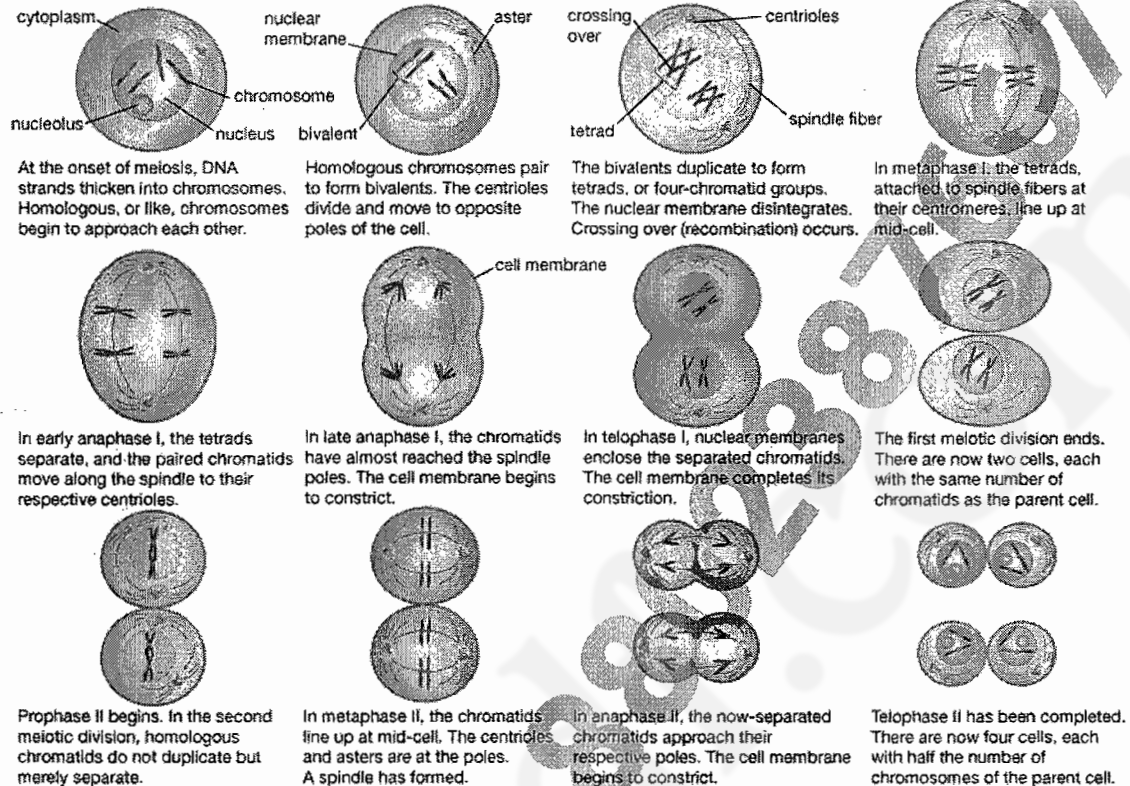 cytoplasm
nuclear
membrane
aster
crossing
over
centrioles
chromosome
nucleolus
nucleus
bivalent
tetrad
spindle fiber
At the onset of meiosis, DNA
strands thicken into chromosomes.
Homologous, or like, chromosomes
begin to approach each other.
Homologous chromosomes pair
to form bivalents. The centrioles
divide and move to opposite
poles of the cell.
The bivalents duplicate to form
tetrads, or four-chromatid groups.
The nuclear membrane disintegrates.
Crossing over (recombination) occurs.
In metaphase I, the tetrads,
attached to spindle fibers at
their centromeres, line up at
mid-cell.
cell membrane
In early anaphase I, the tetrads
separate, and the paired chromatids
move along the spindle to their
respective centrioles.
In late anaphase I, the chromatids
have almost reached the spindle
poles. The cell membrane begins
to constrict.
In telophase I, nuclear membranes
enclose the separated chromatids.
The cell membrane completes its
constriction.
The first meiotic division ends.
There are now two cells, each
with the same number of
chromatids as the parent cell.
Prophase II begins. In the second
meiotic division, homologous
chromatids do not duplicate but
merely separate.
In metaphase II, the chromatids
line up at mid-cell. The centrioles
and asters are at the poles.
A spindle has formed.
In anaphase II, the now-separated
chromatids approach their
respective poles. The cell membrane
begins to constrict.
Telophase II has been completed.
There are now four cells, each
with half the number of
chromosomes of the parent cell.